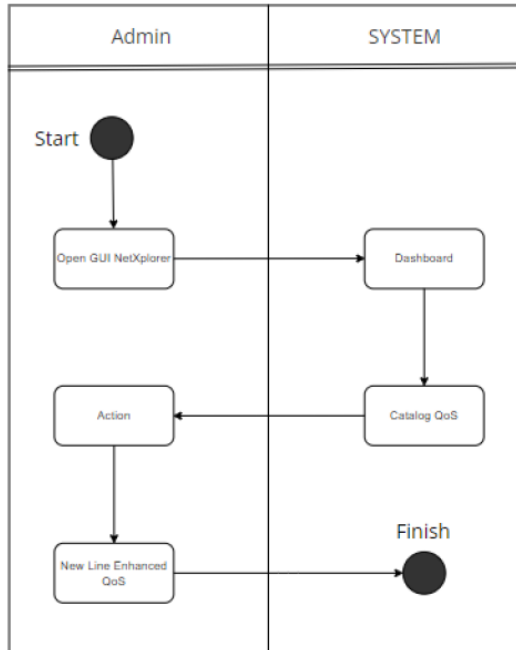 Admin
SYSTEM
Start
Open GUI NetXplorer
Dashboard
Action
Catalog QoS
Finish
New Line Enhanced
QoS